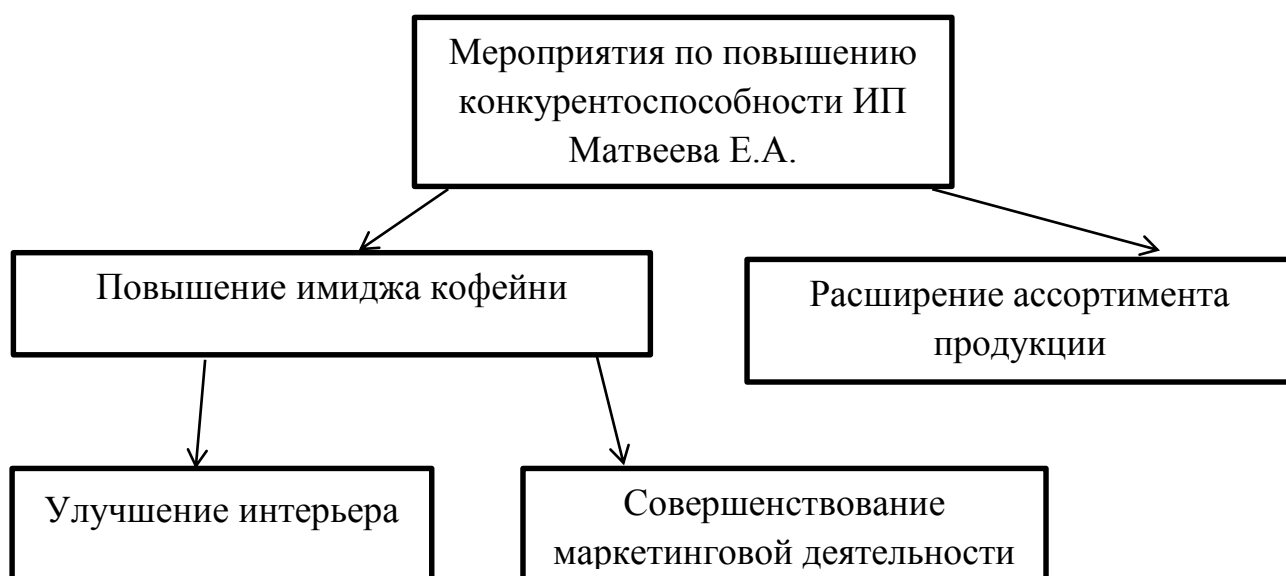 Мероприятия по повышению
конкурентоспособности ИП
Матвеева Е.А.
Повышение имиджа кофейни
Расширение ассортимента
продукции
Улучшение интерьера
Совершенствование
маркетинговой деятельности